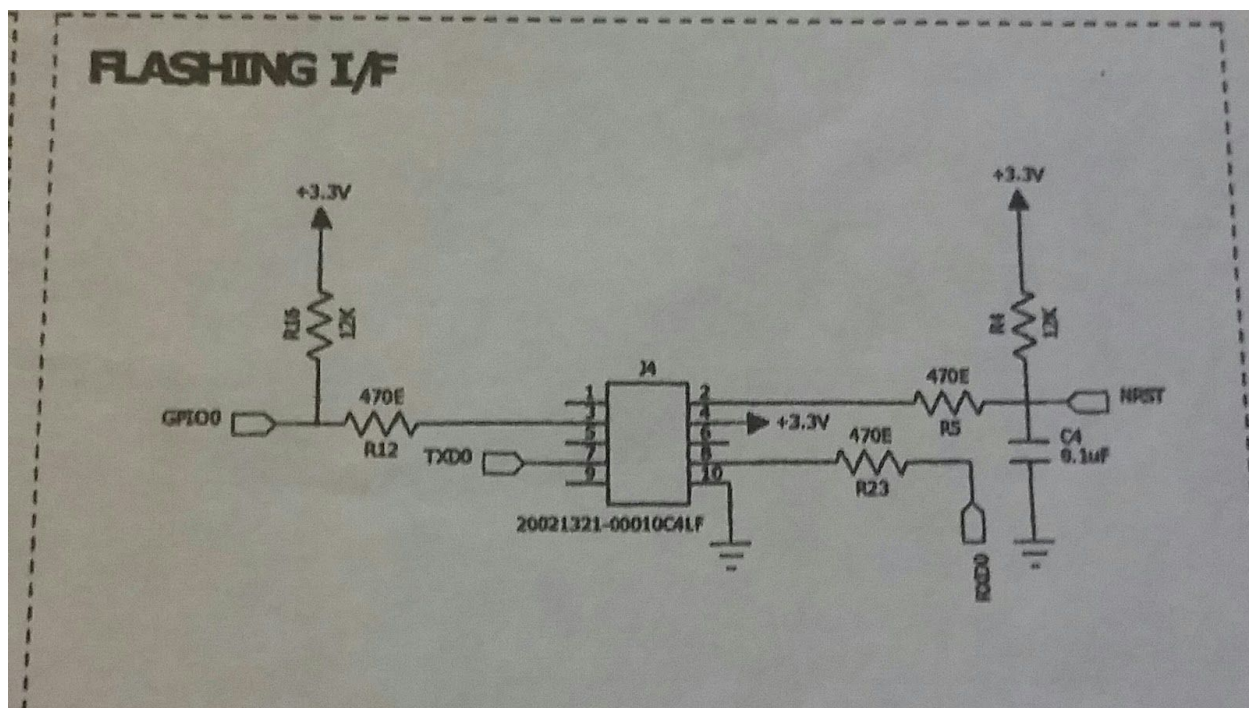 FLASHING I/F
+3.3V
+3.3V
R16
12K
R4
12K
J4
470E
470E
GPIO0
1
2
NRST
3
4
+3.3V
R12
R5
5
6
470E
C4
TXD0
7
8
0.1uF
9
10
R23
20021321-00010C4LF
RXD0